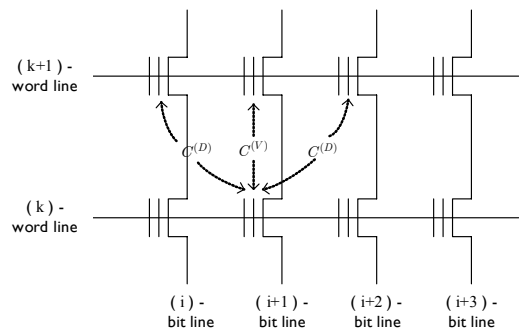 (k+1) -
word line
C^(D) C^(V) C^(D)
(k) -
word line
(i) - (i+1) - (i+2) - (i+3) -
bit line bit line bit line bit line